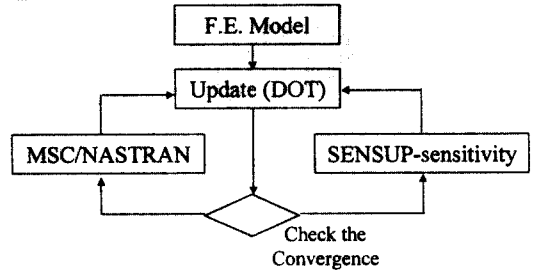 F.E. Model
Update (DOT)
MSC/NASTRAN
SENSUP-sensitivity
Check the
Convergence